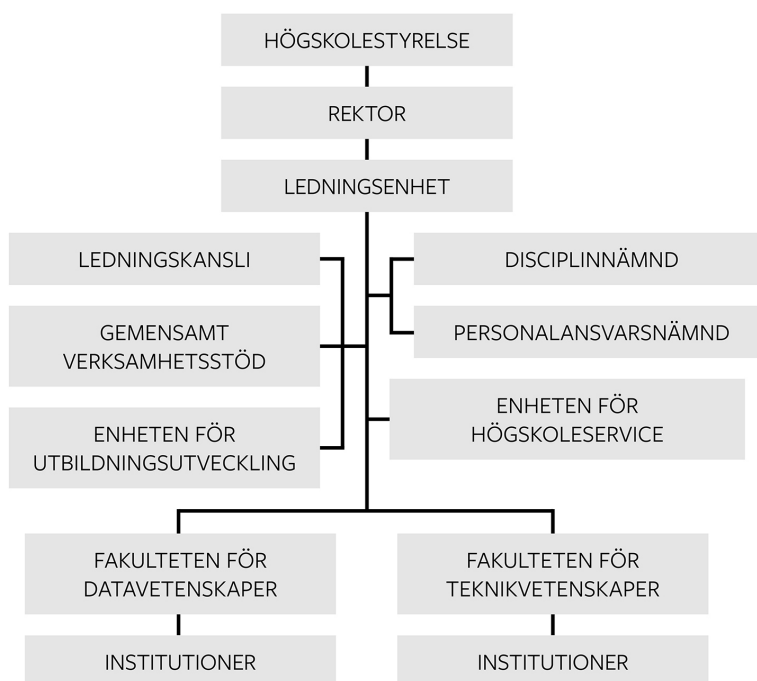 HÖGSKOLESTYRELSE
REKTOR
LEDNINGSENHET
LEDNINGSKANSLI
DISCIPLINNÄMND
GEMENSAMT
VERKSAMHETSSTÖD
PERSONALANSVARSNÄMND
ENHETEN FÖR
UTBILDNINGSUTVECKLING
ENHETEN FÖR
HÖGSKOLESERVICE
FAKULTETEN FÖR
DATAVETENSKAPER
FAKULTETEN FÖR
TEKNIKVETENSKAPER
INSTITUTIONER
INSTITUTIONER